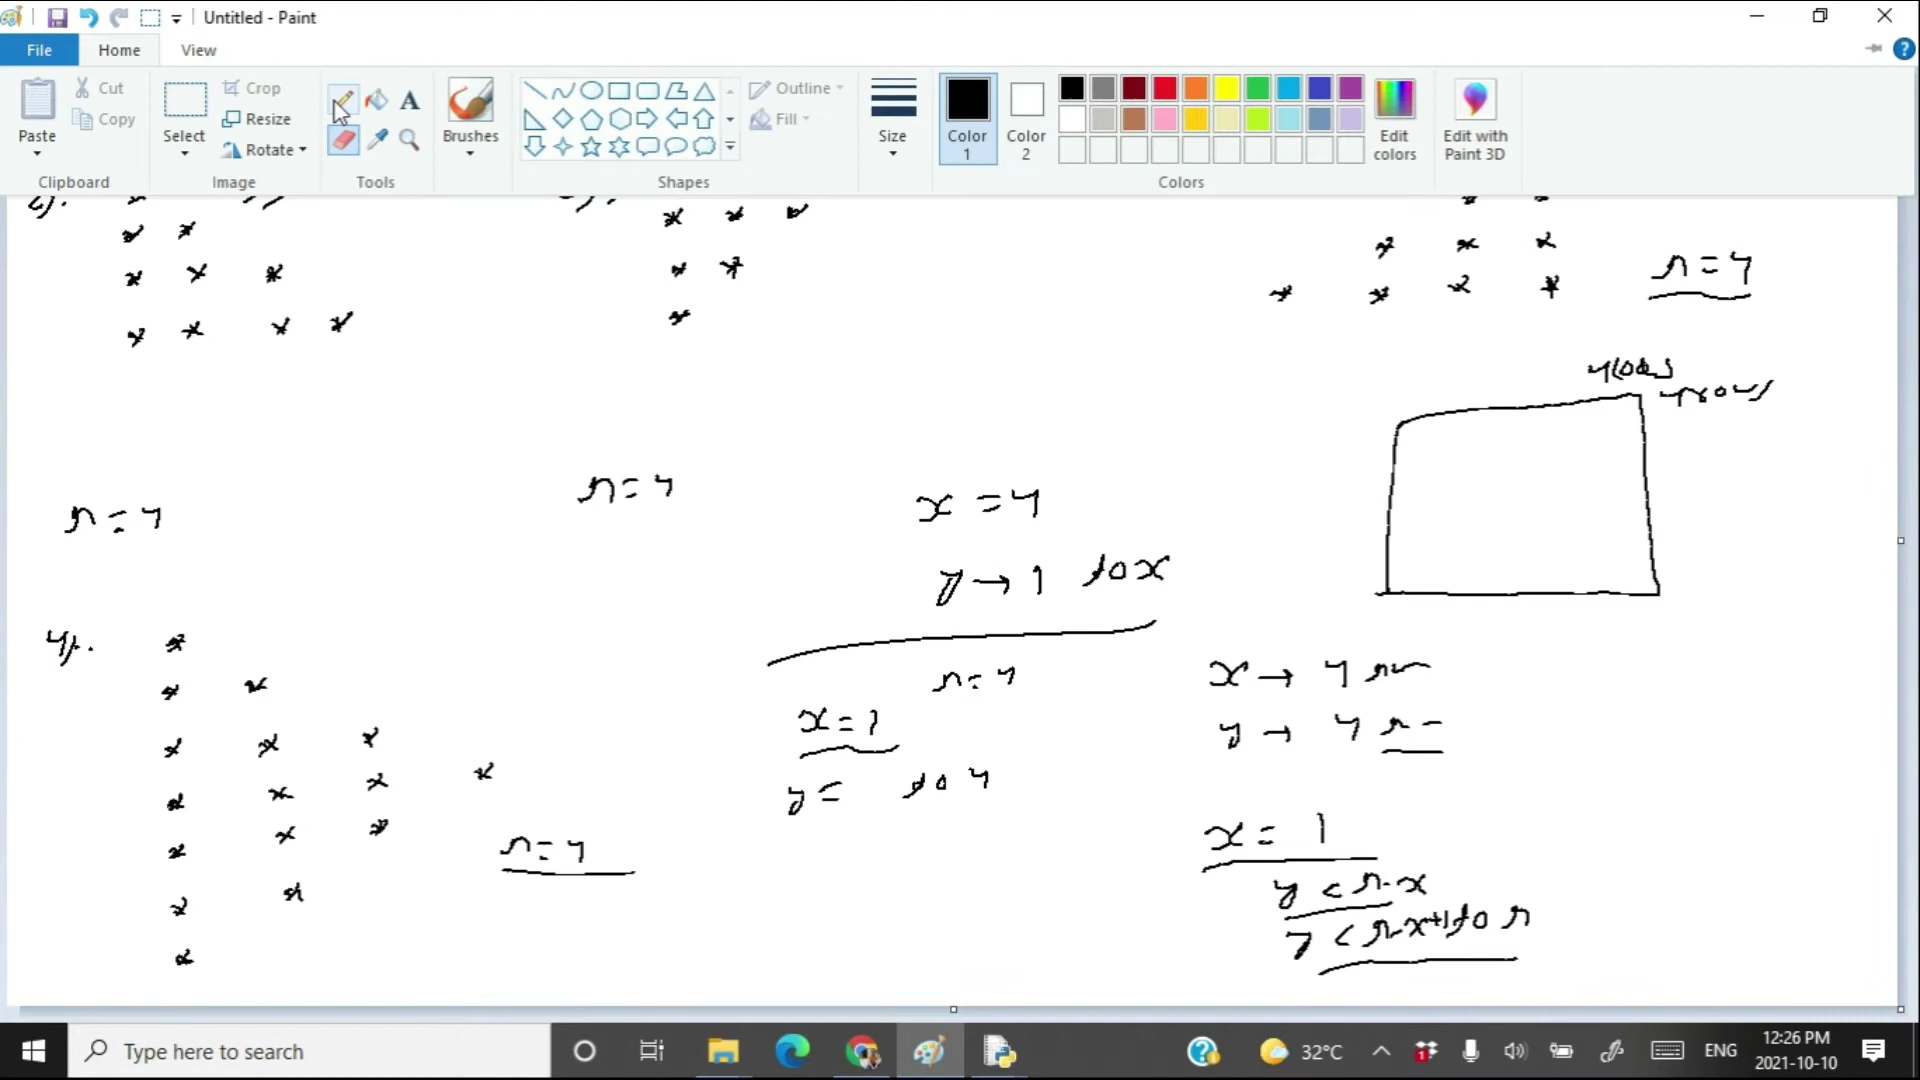 Untitled - Paint
File Home View
Paste
Cut
Copy
Clipboard
Select
Crop
Resize
Rotate
Image
A
Tools
Brushes
Shapes
Outline
Fill
Size
Color 1
Color 2
Edit colors
Edit with Paint 3D
Colors
n=4
n=4
n=4
x=4
y→1 to x
4).
n=4
x=1
y= to 4
n=4
x→ 4
y→ 4
x= 1
y < n-x
y < n-x+1 to n
Type here to search
32°C
1
ENG
12:26 PM
2021-10-10